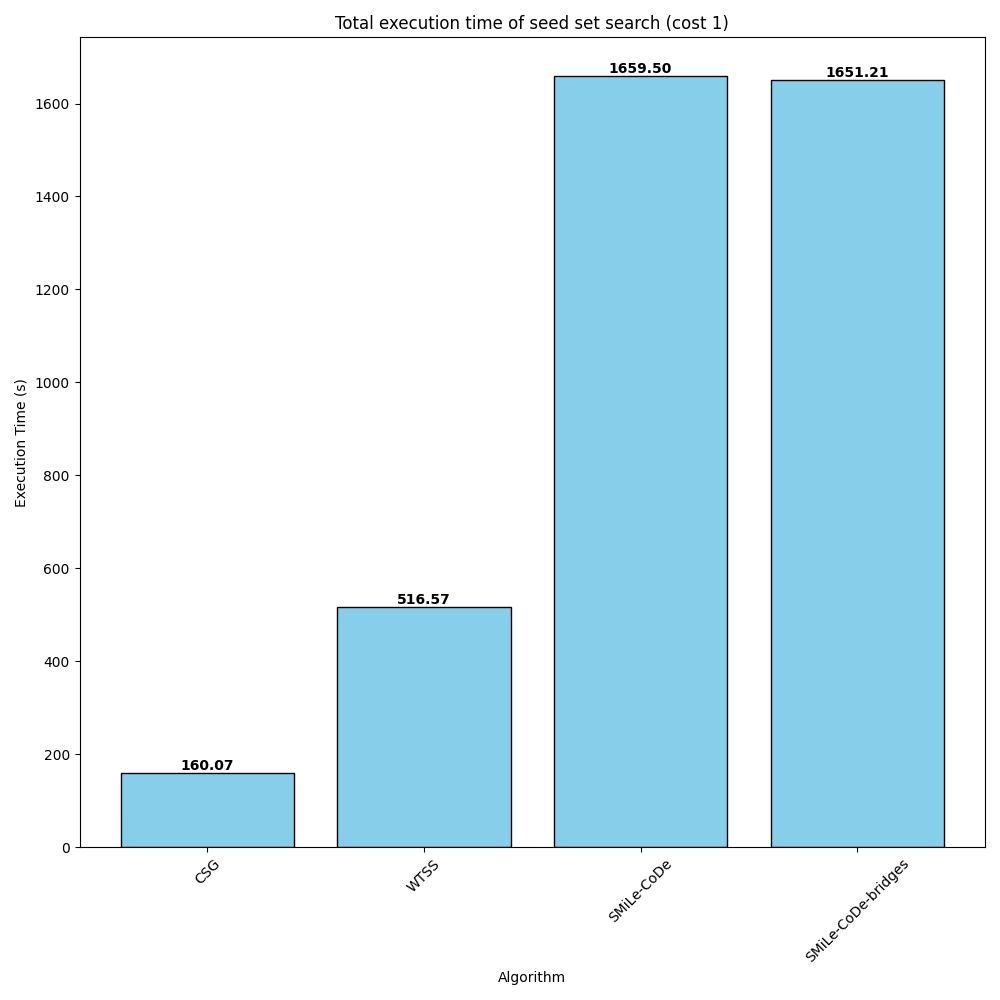 Total execution time of seed set search (cost 1)
Execution Time (s)
1600
1400
1200
1000
800
600
400
200
0
160.07
516.57
1659.50
1651.21
CSG
WTSS
SMiLe-CoDe
SMiLe-CoDe-bridges
Algorithm